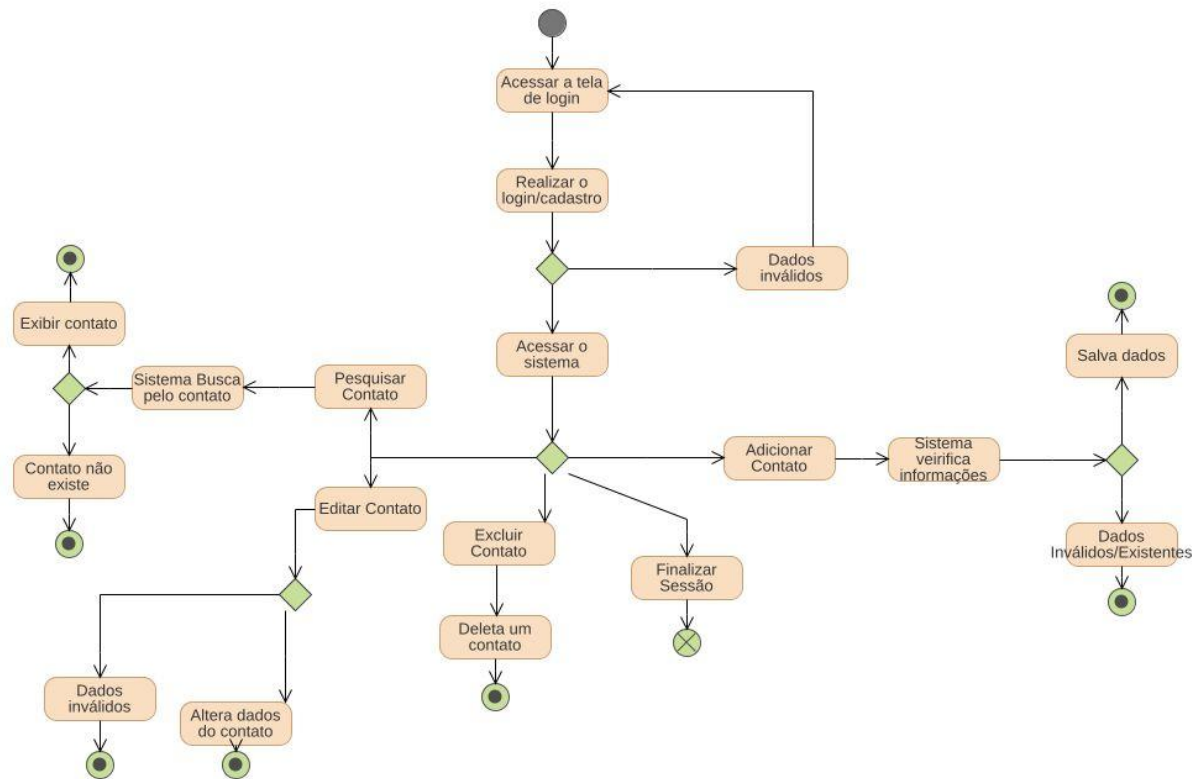 Acessar a tela
de login
Realizar o
login/cadastro
Dados
inválidos
Acessar o
sistema
Exibir contato
Sistema Busca
pelo contato
Pesquisar
Contato
Contato não
existe
Editar Contato
Adicionar
Contato
Sistema
veirifica
informações
Salva dados
Dados
Inválidos/Existentes
Excluir
Contato
Finalizar
Sessão
Deleta um
contato
Dados
inválidos
Altera dados
do contato